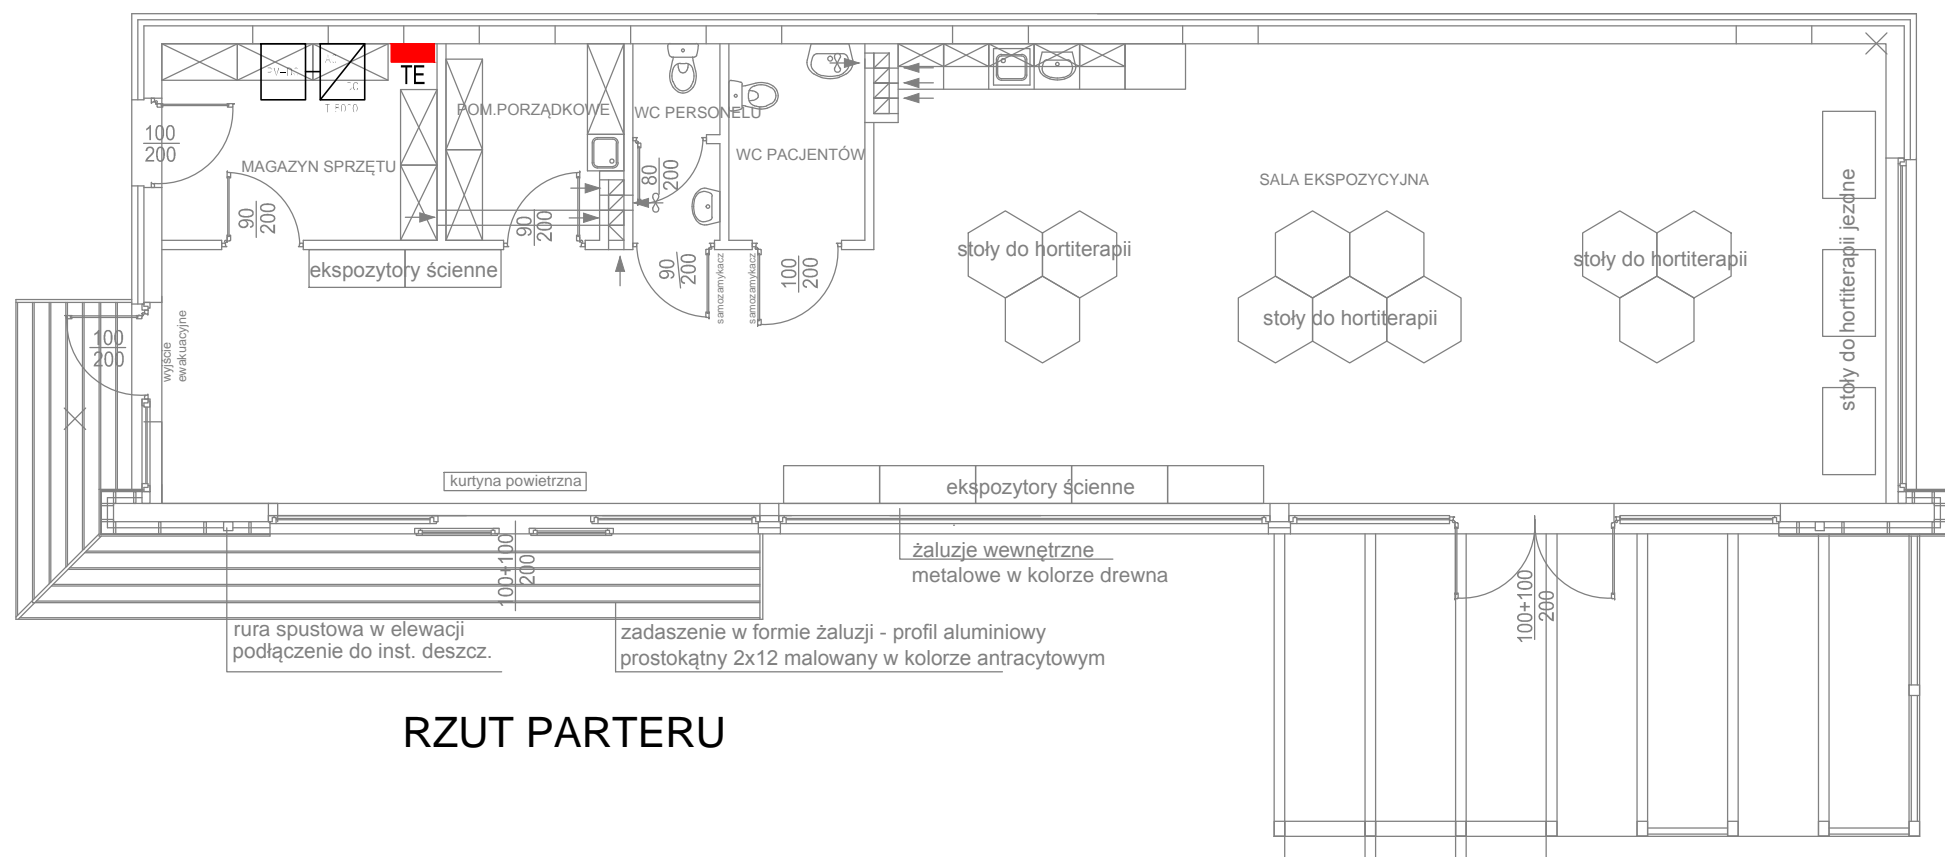 TE
POM.PORZĄDKOWE
WC PERSONELU
WC PACJENTÓW
MAGAZYN SPRZĘTU
SALA EKSPOZYCYJNA
100
200
90
200
90
200
80
200
90
200
100
200
samozamykacz
samozamykacz
ekspozytory ścienne
stoły do hortiterapii
stoły do hortiterapii
stoły do hortiterapii
stoły do hortiterapii jezdne
100
200
wyjście
ewakuacyjne
kurtyna powietrzna
ekspozytory ścienne
100+100
200
żaluzje wewnętrzne
metalowe w kolorze drewna
100+100
200
rura spustowa w elewacji
podłączenie do inst. deszcz.
zadaszenie w formie żaluzji - profil aluminiowy
prostokątny 2x12 malowany w kolorze antracytowym
RZUT PARTERU